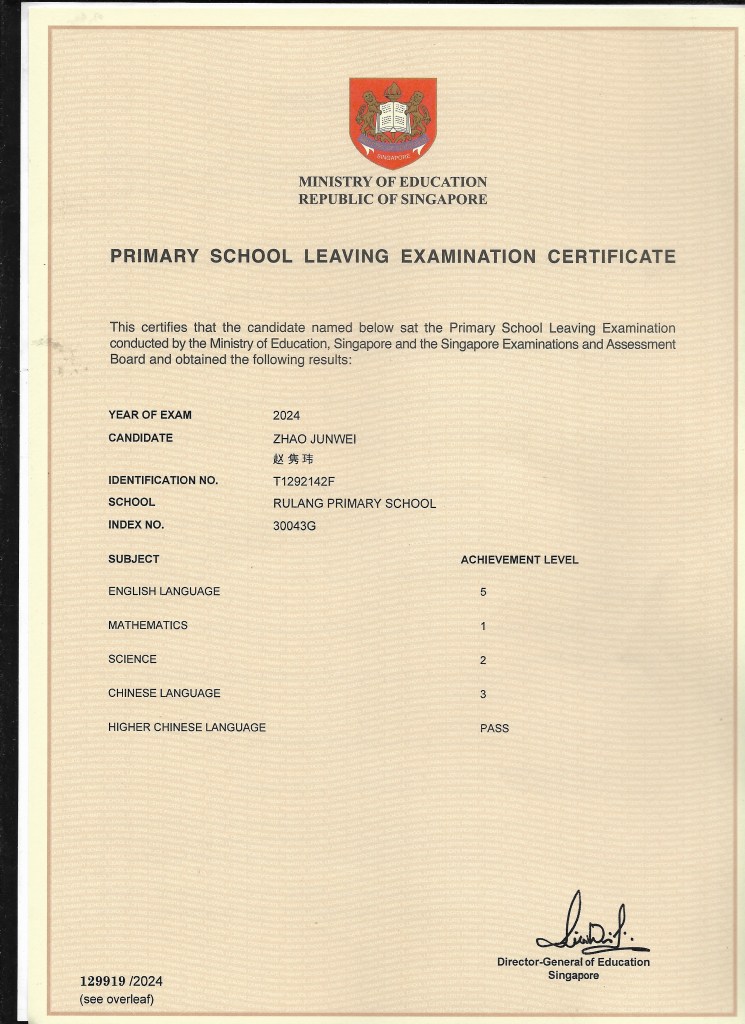 SINGAPORE
MINISTRY OF EDUCATION
REPUBLIC OF SINGAPORE
PRIMARY SCHOOL LEAVING EXAMINATION CERTIFICATE
This certifies that the candidate named below sat the Primary School Leaving Examination
conducted by the Ministry of Education, Singapore and the Singapore Examinations and Assessment
Board and obtained the following results:
YEAR OF EXAM 2024
CANDIDATE ZHAO JUNWEI
赵 隽 玮
IDENTIFICATION NO. T1292142F
SCHOOL RULANG PRIMARY SCHOOL
INDEX NO. 30043G
SUBJECT ACHIEVEMENT LEVEL
ENGLISH LANGUAGE 5
MATHEMATICS 1
SCIENCE 2
CHINESE LANGUAGE 3
HIGHER CHINESE LANGUAGE PASS
Director-General of Education
Singapore
129919 /2024
(see overleaf)